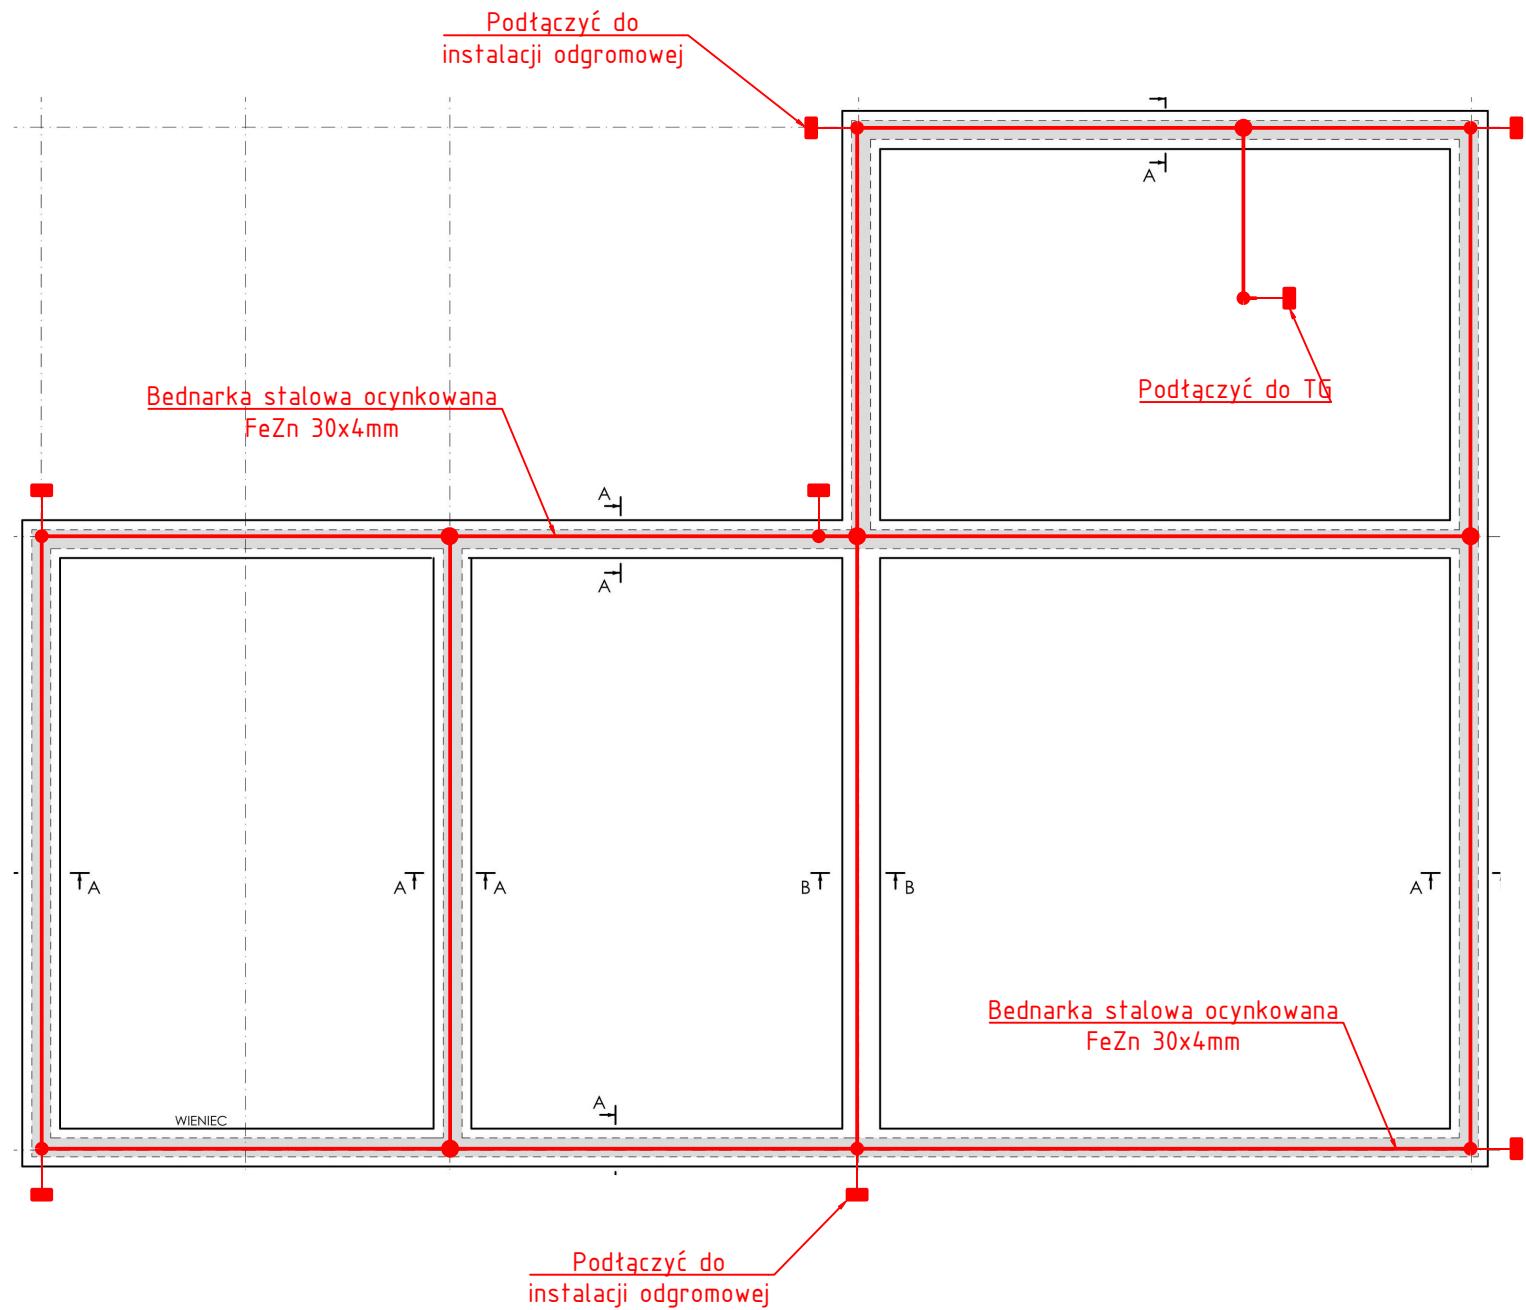 Podłączyć do
instalacji odgromowej
A
Podłączyć do TG
Bednarka stalowa ocynkowana
FeZn 30x4mm
A
A
A
A
A
B
B
A
Bednarka stalowa ocynkowana
FeZn 30x4mm
A
WIENIEC
Podłączyć do
instalacji odgromowej